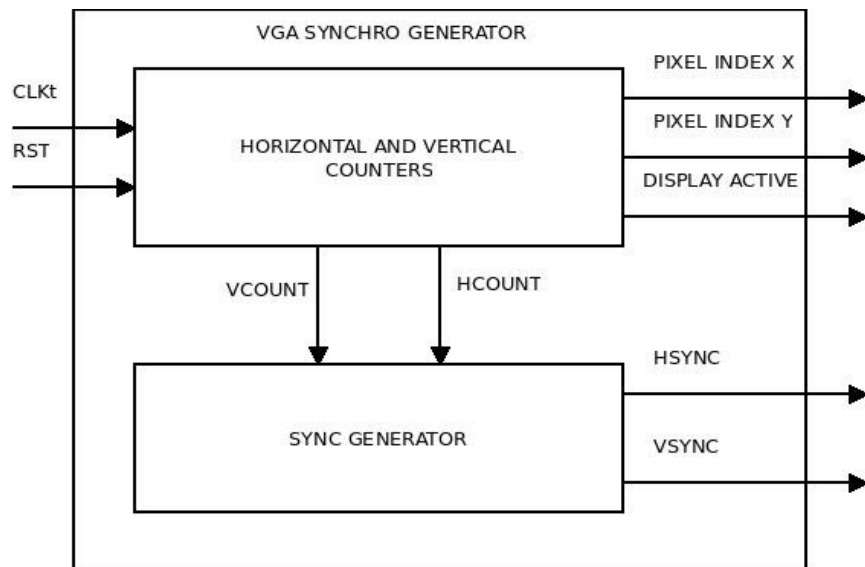 VGA SYNCHRO GENERATOR
PIXEL INDEX X
CLKt
PIXEL INDEX Y
RST
HORIZONTAL AND VERTICAL
COUNTERS
DISPLAY ACTIVE
VCOUNT
HCOUNT
HSYNC
SYNC GENERATOR
VSYNC